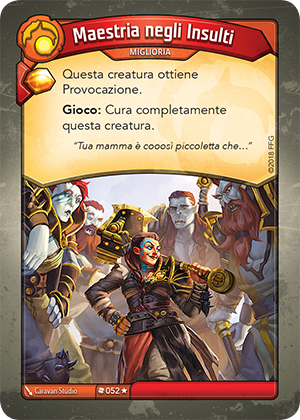 Maestria negli Insulti
MIGLIORIA
Questa creatura ottiene
Provocazione.
Gioco: Cura completamente
questa creatura.
“Tua mamma è cooosì piccoletta che…”
©2018 FFG
Caravan Studio
052